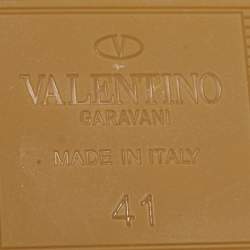 VALENTINO
GARAVANI
MADE IN ITALY
41